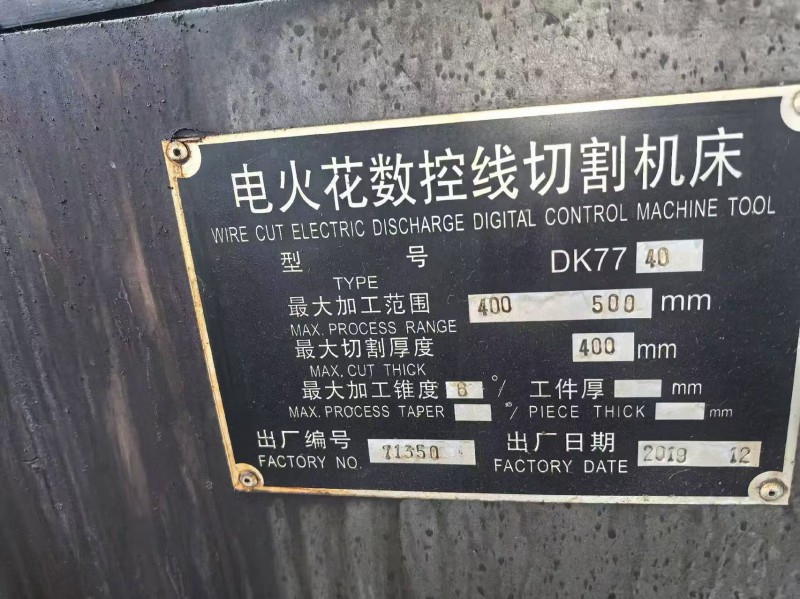 电火花数控线切割机床
WIRE CUT ELECTRIC DISCHARGE DIGITAL CONTROL MACHINE TOOL
型 号 DK77 40
TYPE
最大加工范围 400 500 mm
MAX. PROCESS RANGE
最大切割厚度 400 mm
MAX. CUT THICK
最大加工锥度 6 °/ 工件厚 mm
MAX. PROCESS TAPER °/ PIECE THICK mm
出厂编号 71350 出厂日期 2019 12
FACTORY NO. FACTORY DATE